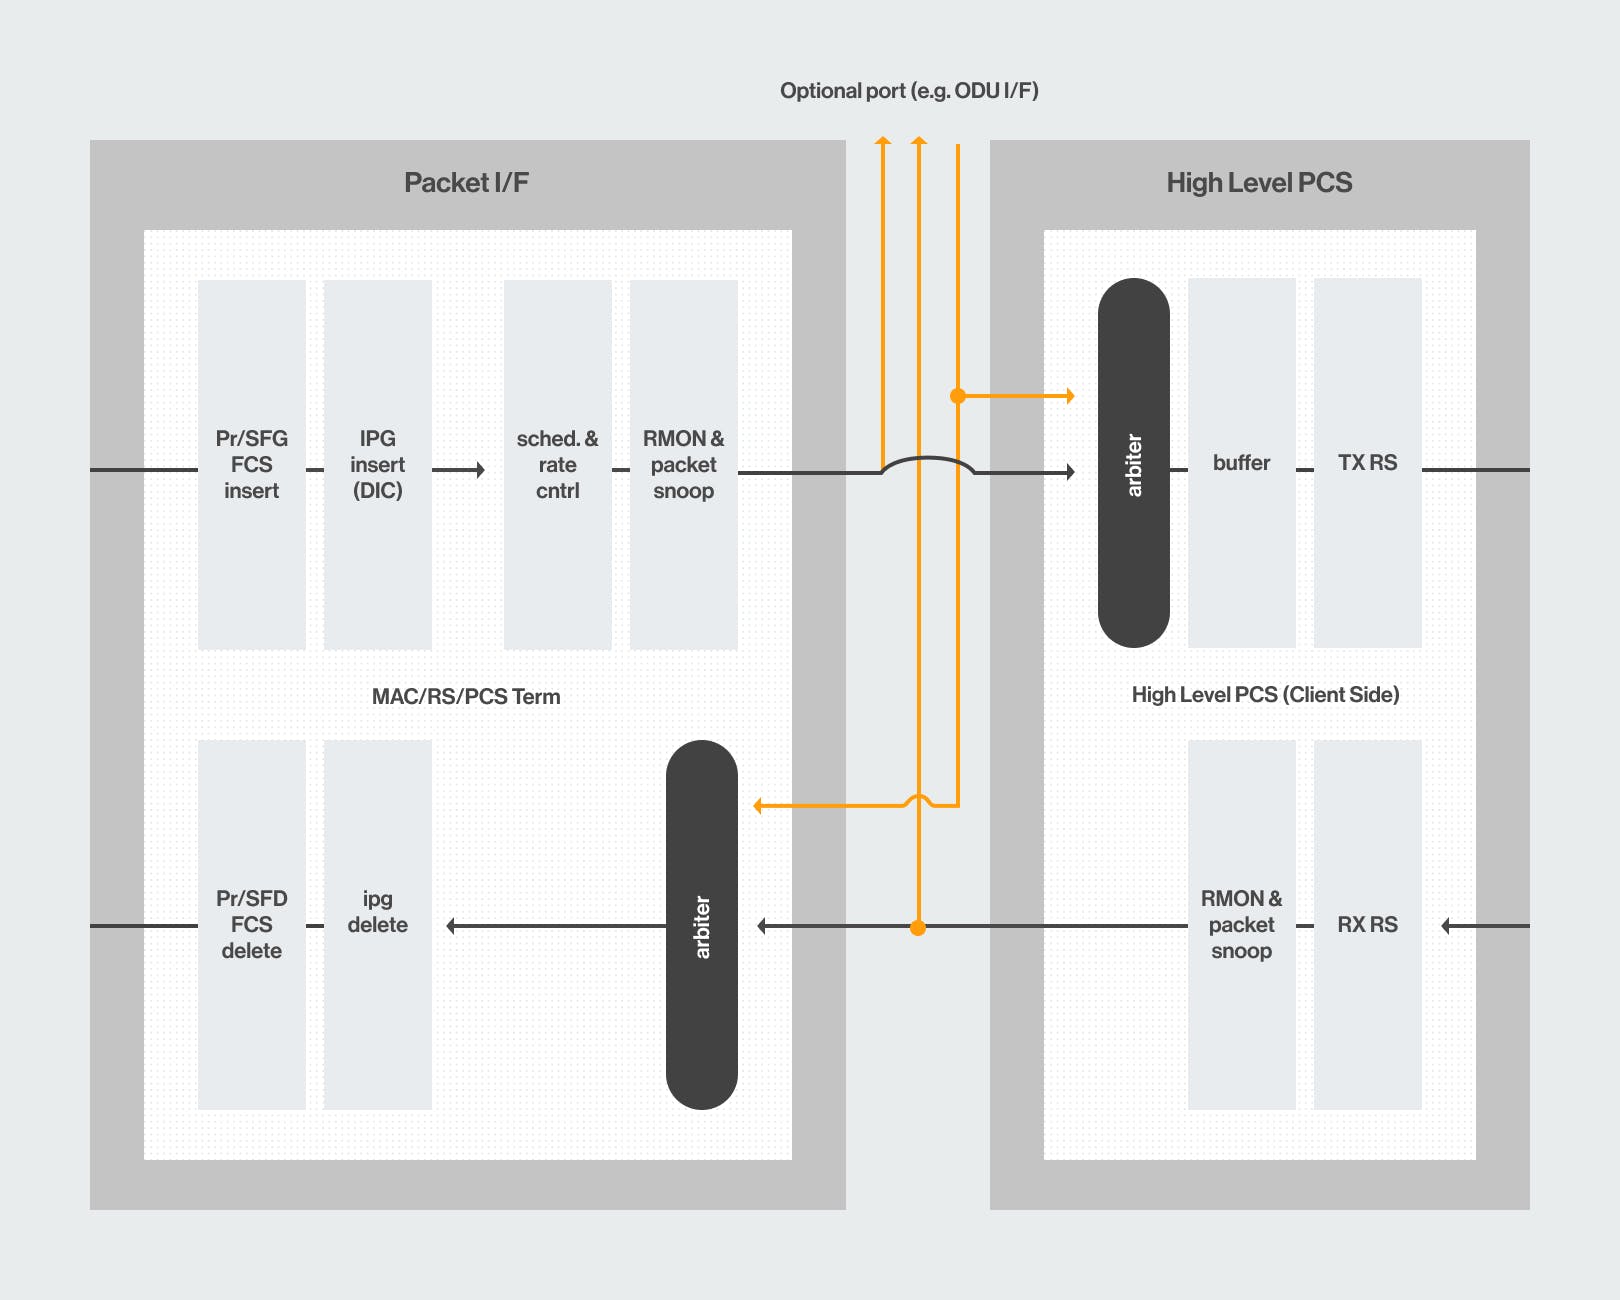 Optional port (e.g. ODU I/F)
Packet I/F
High Level PCS
Pr/SFG
FCS
insert
IPG
insert
(DIC)
sched. &
rate
cntrl
RMON &
packet
snoop
arbiter
buffer
TX RS
MAC/RS/PCS Term
High Level PCS (Client Side)
Pr/SFD
FCS
delete
ipg
delete
arbiter
RMON &
packet
snoop
RX RS